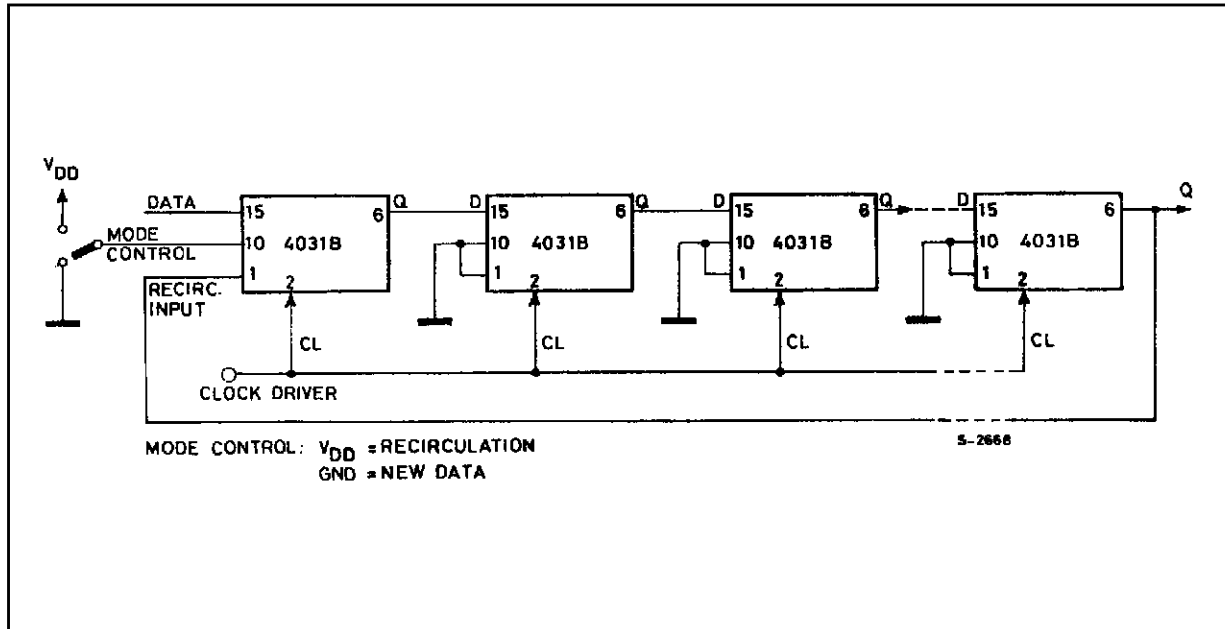 V_DD
DATA
MODE
CONTROL
RECIRC.
INPUT
15
10
1
2
6
4031B
Q
D
15
10
1
2
6
4031B
Q
D
15
10
1
2
6
4031B
Q
D
15
10
1
2
6
4031B
Q
CL
CL
CL
CL
CLOCK DRIVER
MODE CONTROL: V_DD = RECIRCULATION
GND = NEW DATA
S-2668